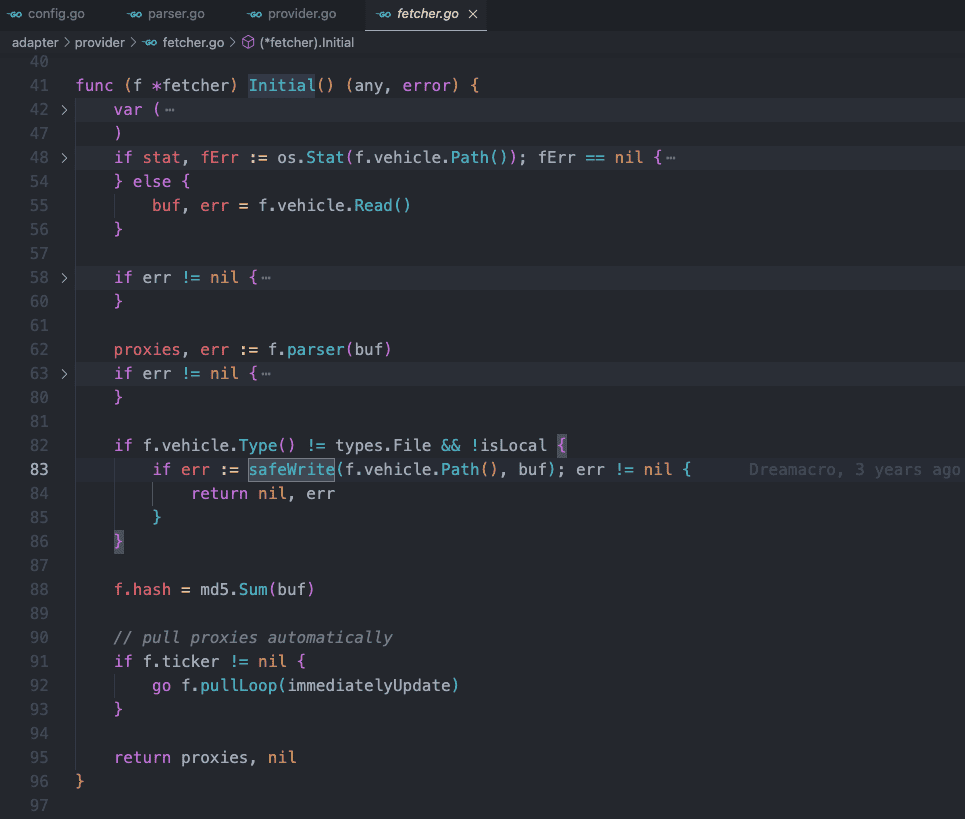 config.go parser.go provider.go fetcher.go ×
adapter > provider > fetcher.go > (*fetcher).Initial
40
41 func (f *fetcher) Initial() (any, error) {
42 > var ( ⋯
47 )
48 > if stat, fErr := os.Stat(f.vehicle.Path()); fErr == nil { ⋯
54 } else {
55 buf, err = f.vehicle.Read()
56 }
57
58 > if err != nil { ⋯
60 }
61
62 proxies, err := f.parser(buf)
63 > if err != nil { ⋯
80 }
81
82 if f.vehicle.Type() != types.File && !isLocal {
83 if err := safeWrite(f.vehicle.Path(), buf); err != nil { Dreamacro, 3 years ago
84 return nil, err
85 }
86 }
87
88 f.hash = md5.Sum(buf)
89
90 // pull proxies automatically
91 if f.ticker != nil {
92 go f.pullLoop(immediatelyUpdate)
93 }
94
95 return proxies, nil
96 }
97